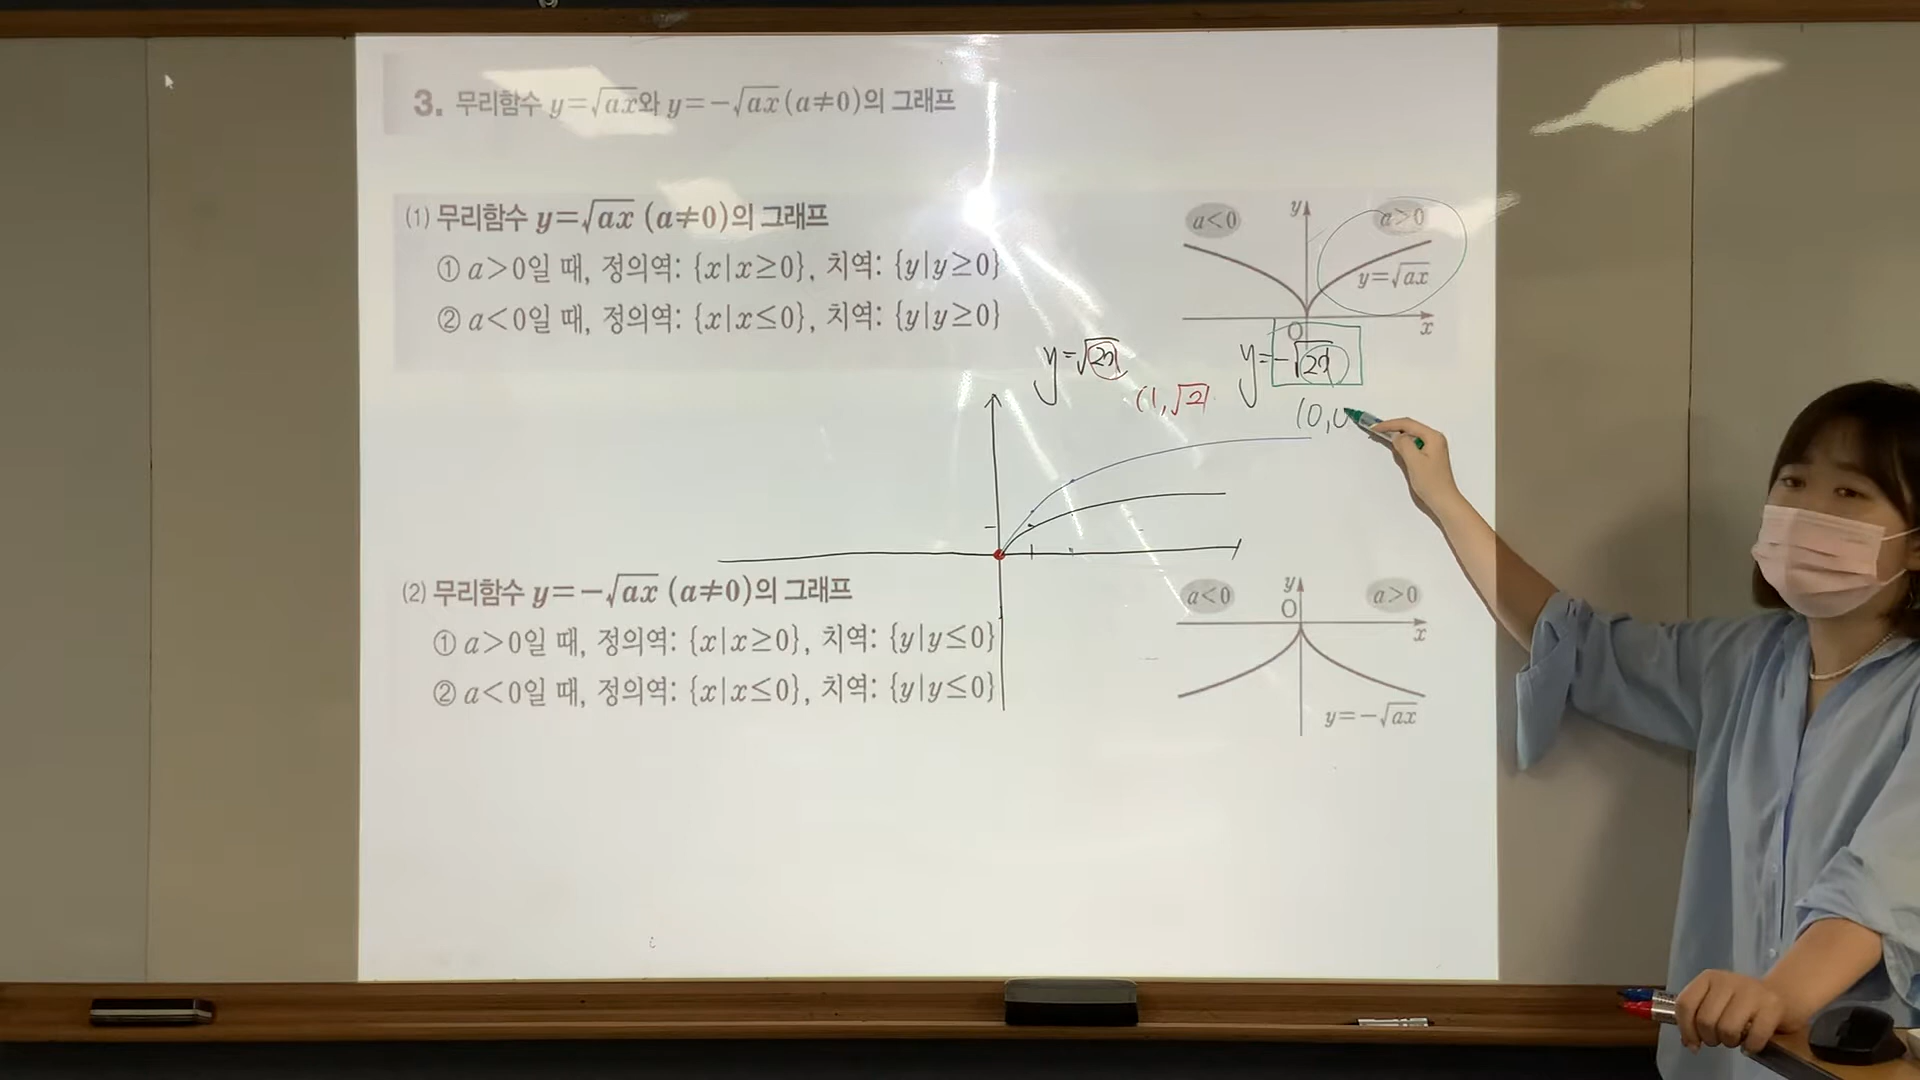 3. 무리함수 y=√ax와 y=-√ax (a≠0)의 그래프
(1) 무리함수 y=√ax (a≠0)의 그래프
① a>0일 때, 정의역: {x|x≥0}, 치역: {y|y≥0}
② a<0일 때, 정의역: {x|x≤0}, 치역: {y|y≥0}
a<0 y a>0
y=√ax
O x
y=√2x y=-√2x
(1,√2) (0,0
(2) 무리함수 y=-√ax (a≠0)의 그래프
① a>0일 때, 정의역: {x|x≥0}, 치역: {y|y≤0}
② a<0일 때, 정의역: {x|x≤0}, 치역: {y|y≤0}
a<0 y a>0
O x
y=-√ax